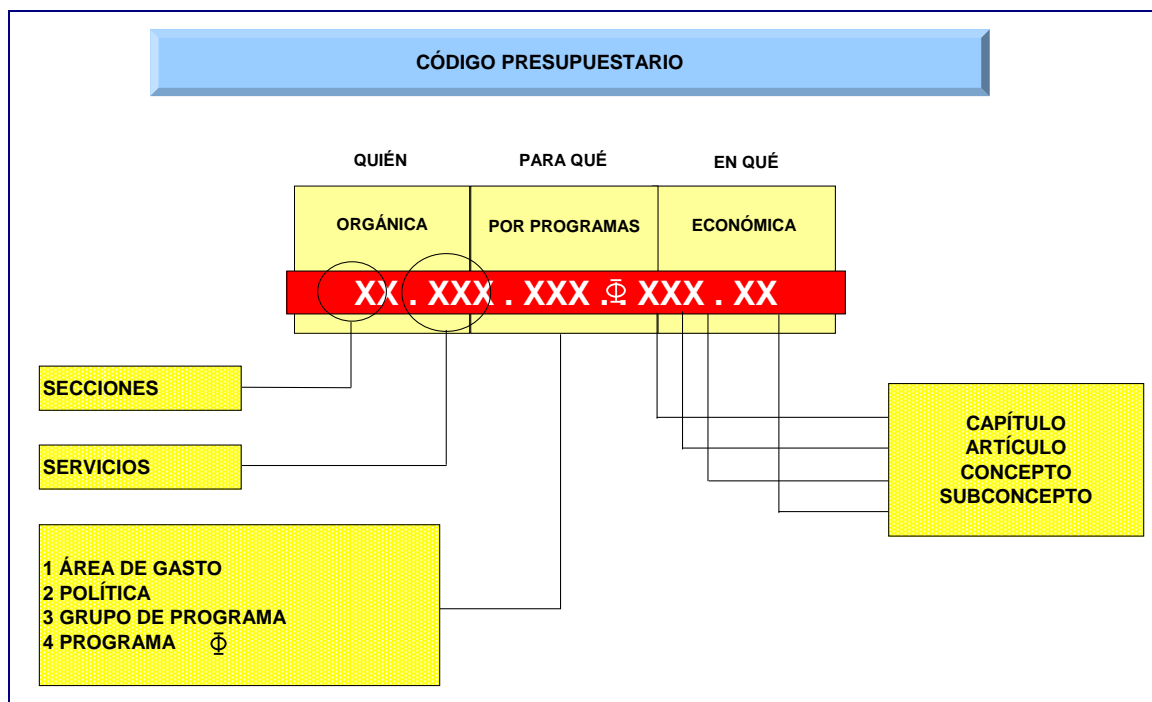 CÓDIGO PRESUPUESTARIO
QUIÉN PARA QUÉ EN QUÉ
ORGÁNICA POR PROGRAMAS ECONÓMICA
XX . XXX . XXX . Φ . XXX . XX
SECCIONES
SERVICIOS
1 ÁREA DE GASTO
2 POLÍTICA
3 GRUPO DE PROGRAMA
4 PROGRAMA Φ
CAPÍTULO
ARTÍCULO
CONCEPTO
SUBCONCEPTO